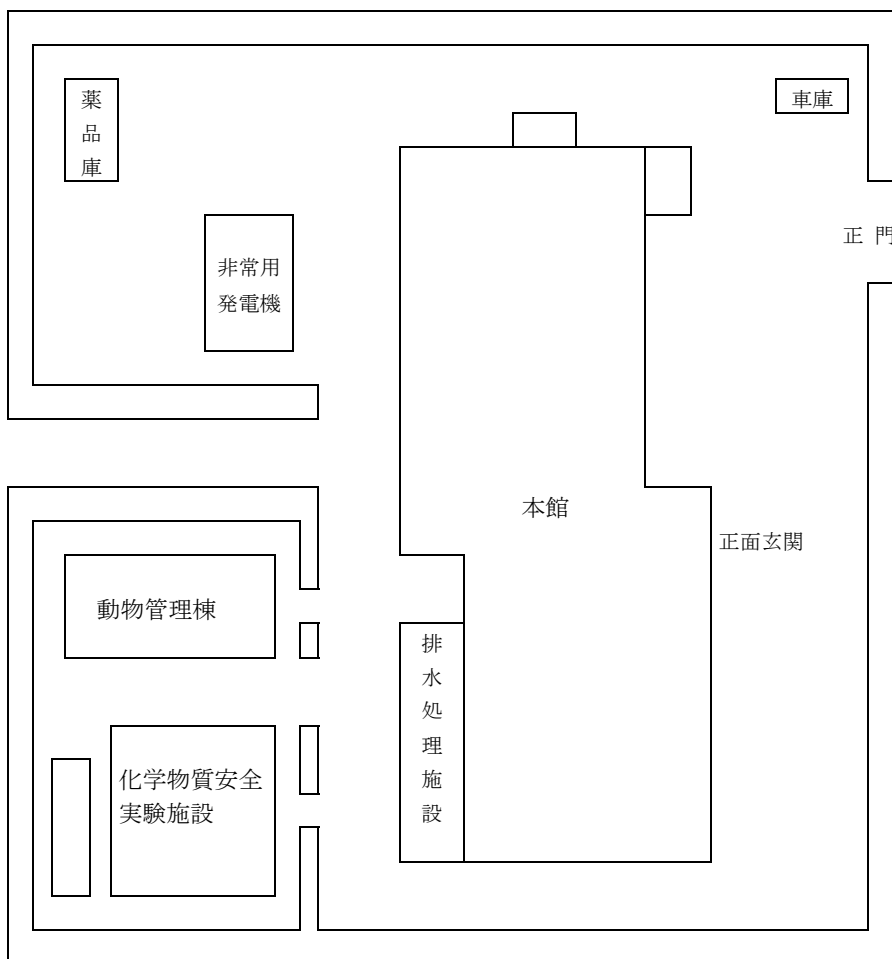 薬品庫
車庫
正 門
非常用
発電機
本館
正面玄関
動物管理棟
排水処理施設
化学物質安全
実験施設